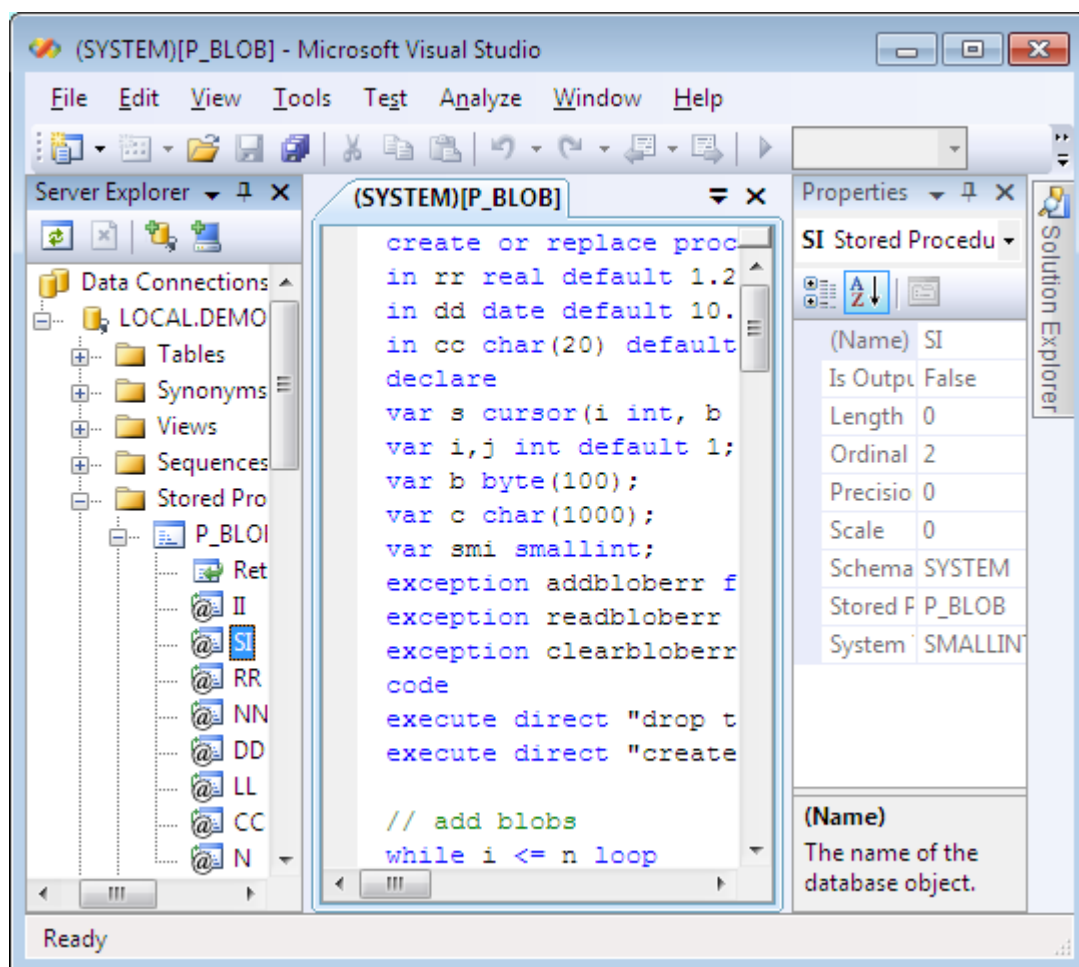 (SYSTEM)[P_BLOB] - Microsoft Visual Studio
File Edit View Tools Test Analyze Window Help
Server Explorer
Data Connections
LOCAL.DEMO
Tables
Synonyms
Views
Sequences
Stored Pro
P_BLO
Ret
II
SI
RR
NN
DD
LL
CC
N
(SYSTEM)[P_BLOB]
create or replace proc
in rr real default 1.2
in dd date default 10.
in cc char(20) default
declare
var s cursor(i int, b
var i,j int default 1;
var b byte(100);
var c char(1000);
var smi smallint;
exception addbloberr f
exception readbloberr
exception clearbloberr
code
execute direct "drop t
execute direct "create
// add blobs
while i <= n loop
Properties
SI Stored Procedu
(Name) SI
Is Outpu False
Length 0
Ordinal 2
Precisio 0
Scale 0
Schema SYSTEM
Stored P P_BLOB
System SMALLINT
(Name)
The name of the
database object.
Solution Explorer
Ready